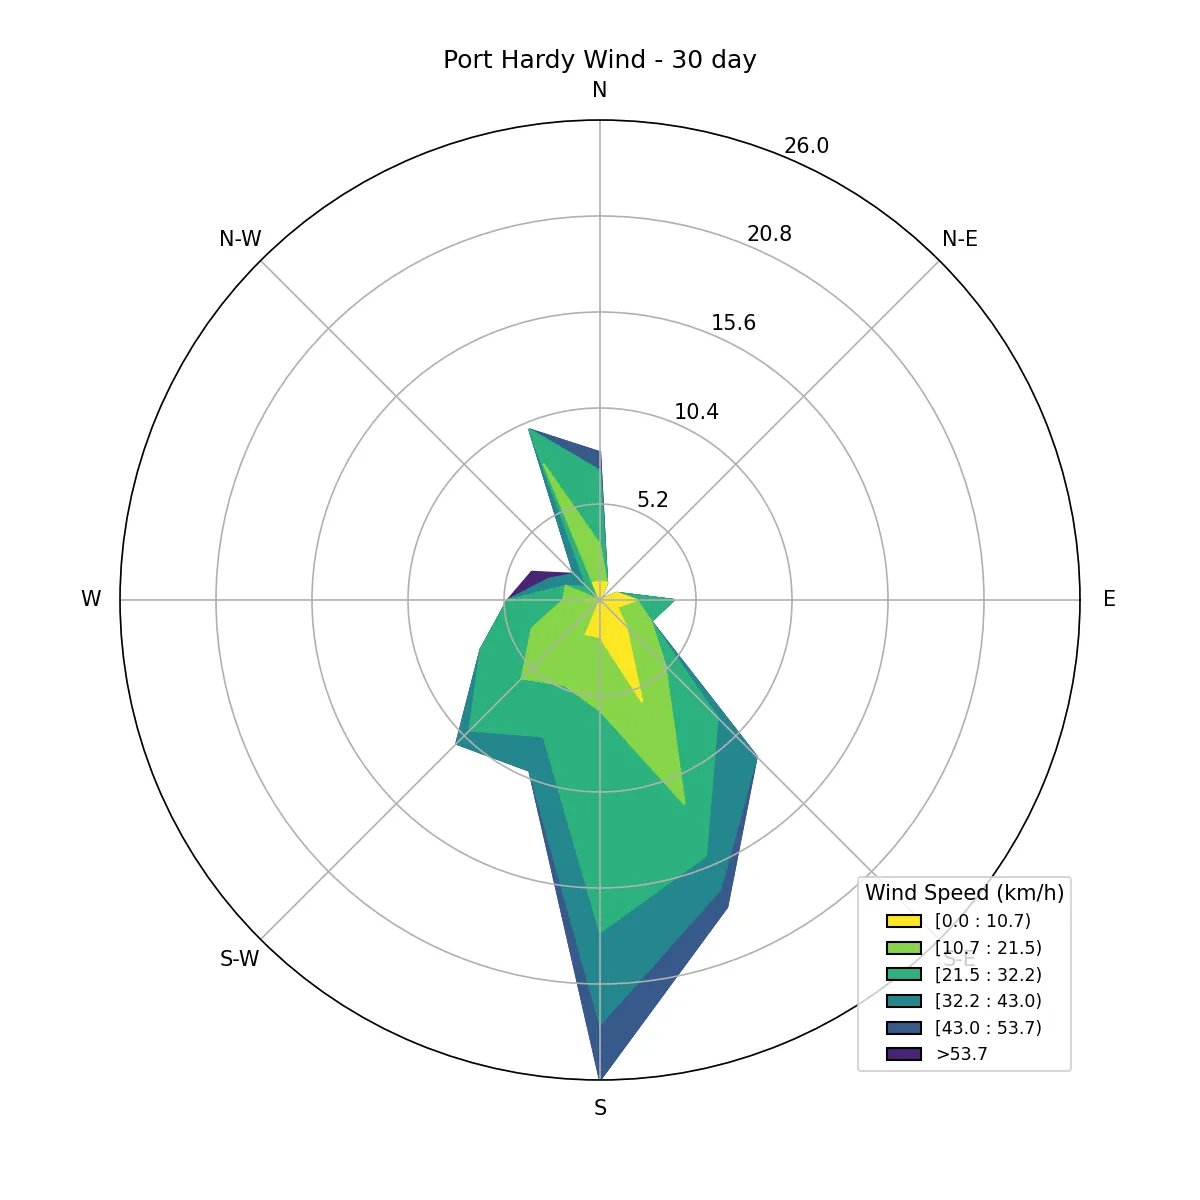 Port Hardy Wind - 30 day
N
26.0
N-W
N-E
20.8
15.6
10.4
5.2
W
E
Wind Speed (km/h)
[0.0 : 10.7)
[10.7 : 21.5)
S-W
S-E
[21.5 : 32.2)
[32.2 : 43.0)
[43.0 : 53.7)
>53.7
S